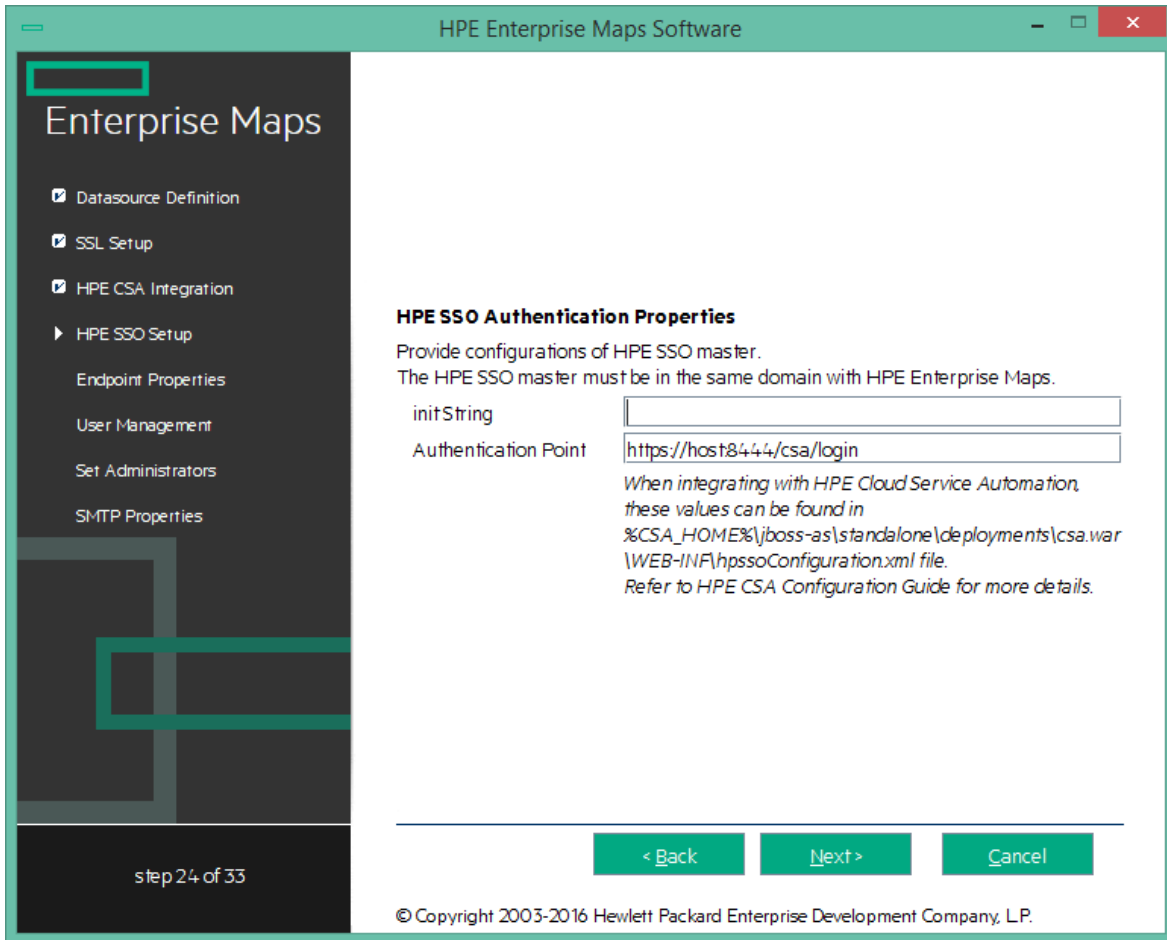 HPE Enterprise Maps Software
Enterprise Maps
Datasource Definition
SSL Setup
HPE CSA Integration
HPE SSO Setup
Endpoint Properties
User Management
Set Administrators
SMTP Properties
step 24 of 33
HPE SSO Authentication Properties
Provide configurations of HPE SSO master.
The HPE SSO master must be in the same domain with HPE Enterprise Maps.
initString
Authentication Point https://host:8444/csa/login
When integrating with HPE Cloud Service Automation,
these values can be found in
%CSA_HOME%\jboss-as\standalone\deployments\csa.war
\WEB-INF\hpssoConfiguration.xml file.
Refer to HPE CSA Configuration Guide for more details.
< Back Next > Cancel
© Copyright 2003-2016 Hewlett Packard Enterprise Development Company, L.P.